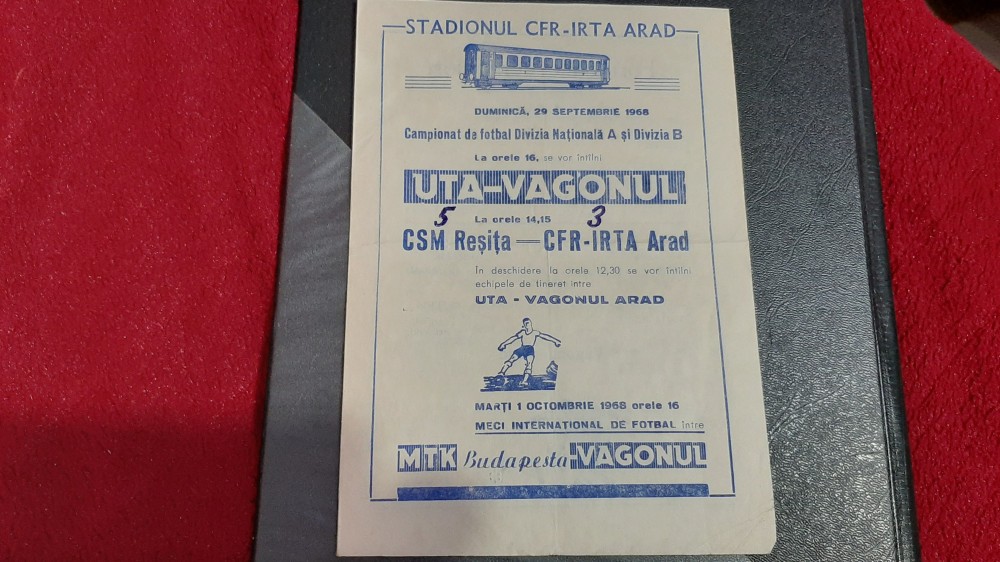 STADIONUL CFR-IRTA ARAD
DUMINICĂ, 29 SEPTEMBRIE 1968
Campionat de fotbal Divizia Națională A și Divizia B
La orele 16, se vor întîlni
UTA-VAGONUL
5 La orele 14,15 3
CSM Reșița — CFR-IRTA Arad
În deschidere la orele 12,30 se vor întîlni
echipele de tineret între
UTA - VAGONUL ARAD
MARȚI 1 OCTOMBRIE 1968 orele 16
MECI INTERNAȚIONAL DE FOTBAL între
MTK Budapesta-VAGONUL